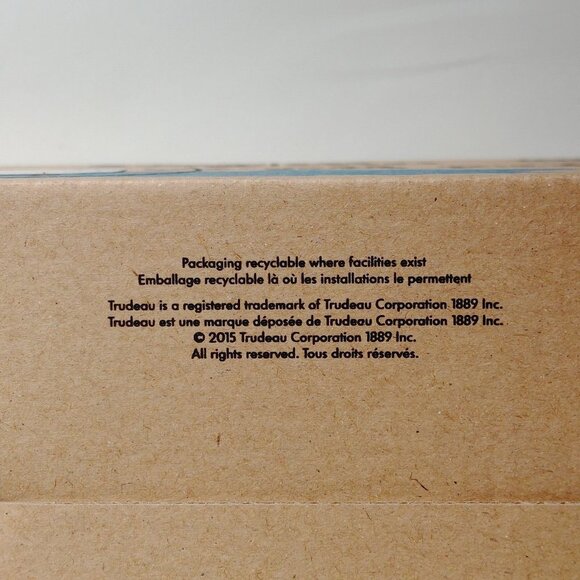 Packaging recyclable where facilities exist
Emballage recyclable là où les installations le permettent
Trudeau is a registered trademark of Trudeau Corporation 1889 Inc.
Trudeau est une marque déposée de Trudeau Corporation 1889 Inc.
© 2015 Trudeau Corporation 1889 Inc.
All rights reserved. Tous droits réservés.